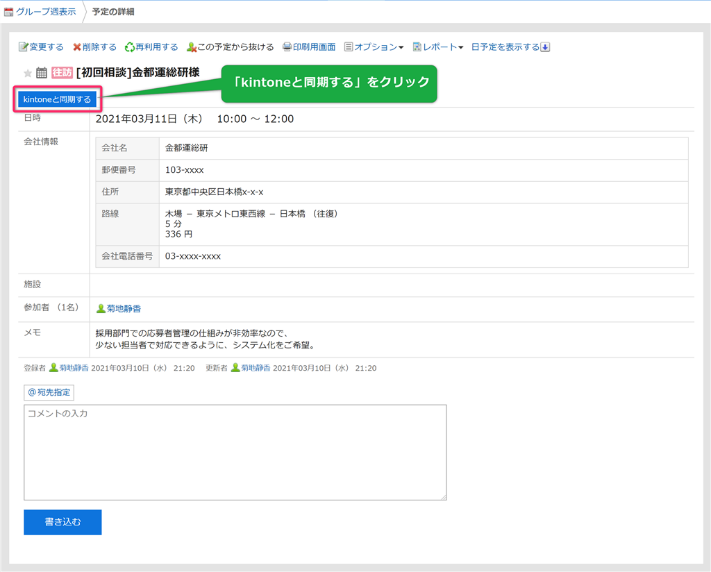 グループ週表示 予定の詳細
変更する 削除する 再利用する この予定から抜ける 印刷用画面 オプション レポート 日予定を表示する
往訪 [初回相談]金都運総研様
「kintoneと同期する」をクリック
kintoneと同期する
日時 2021年03月11日（木） 10:00 ～ 12:00
会社情報 会社名 金都運総研
郵便番号 103-xxxx
住所 東京都中央区日本橋x-x-x
路線 木場 － 東京メトロ東西線 － 日本橋 （往復）
5 分
336 円
会社電話番号 03-xxxx-xxxx
施設
参加者 （1名） 菊地静香
メモ 採用部門での応募者管理の仕組みが非効率なので、
少ない担当者で対応できるように、システム化をご希望。
登録者 菊地静香 2021年03月10日（水） 21:20 更新者 菊地静香 2021年03月10日（水） 21:20
@宛先指定
コメントの入力
書き込む